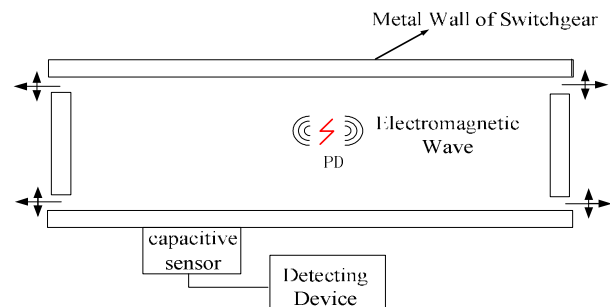 Metal Wall of Switchgear
Electromagnetic
Wave
PD
capacitive
sensor
Detecting
Device